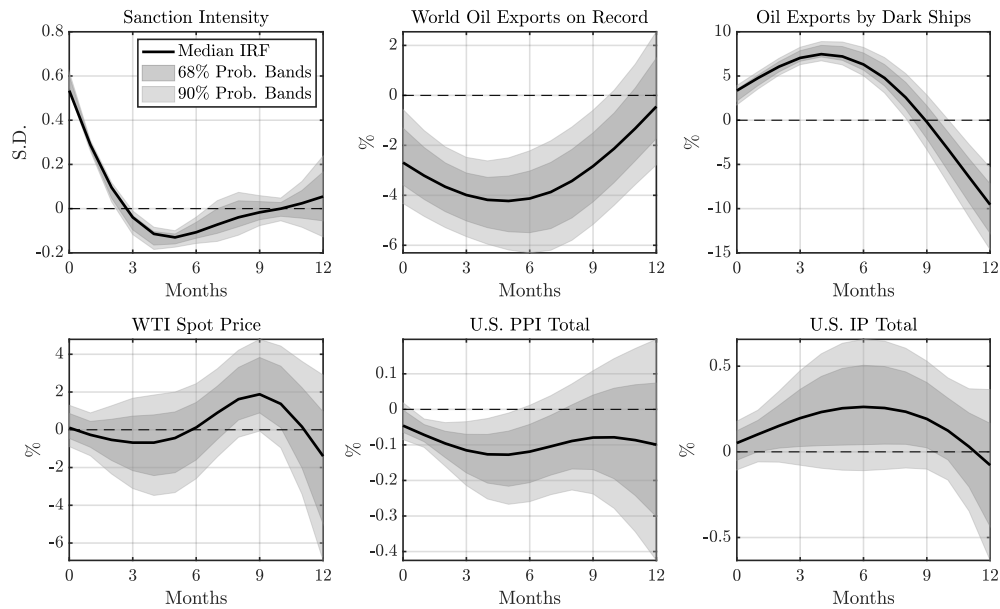 Sanction Intensity
0.8
0.6
0.4
0.2
0
-0.2
S.D.
Median IRF
68% Prob. Bands
90% Prob. Bands
0 3 6 9 12
Months
World Oil Exports on Record
2
0
-2
-4
-6
%
0 3 6 9 12
Months
Oil Exports by Dark Ships
10
5
0
-5
-10
-15
%
0 3 6 9 12
Months
WTI Spot Price
4
2
0
-2
-4
-6
%
0 3 6 9 12
Months
U.S. PPI Total
0.1
0
-0.1
-0.2
-0.3
-0.4
%
0 3 6 9 12
Months
U.S. IP Total
0.5
0
-0.5
%
0 3 6 9 12
Months